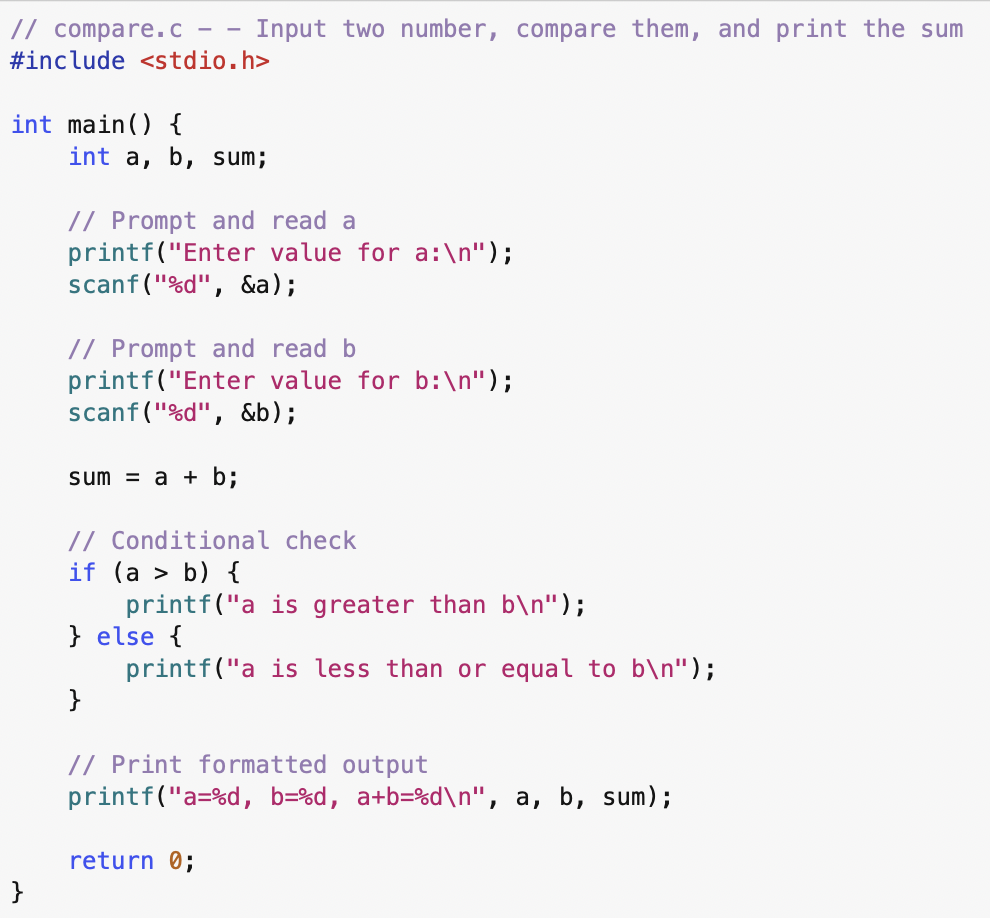 // compare.c – – Input two number, compare them, and print the sum
#include <stdio.h>

int main() {
    int a, b, sum;

    // Prompt and read a
    printf("Enter value for a:\n");
    scanf("%d", &a);

    // Prompt and read b
    printf("Enter value for b:\n");
    scanf("%d", &b);

    sum = a + b;

    // Conditional check
    if (a > b) {
        printf("a is greater than b\n");
    } else {
        printf("a is less than or equal to b\n");
    }

    // Print formatted output
    printf("a=%d, b=%d, a+b=%d\n", a, b, sum);

    return 0;
}